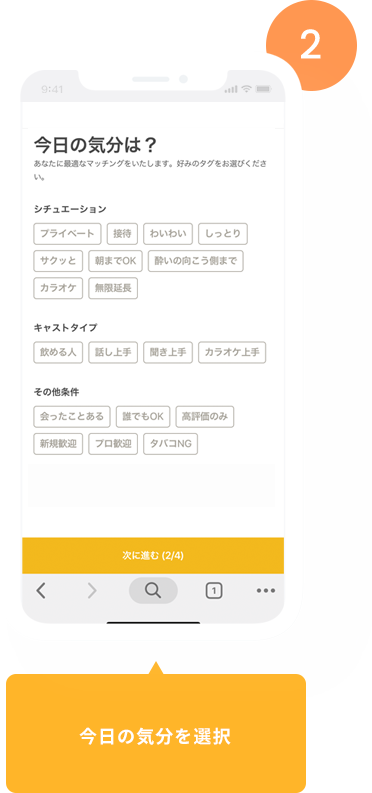 2
9:41
今日の気分は？
あなたに最適なマッチングをいたします。好みのタグをお選びくださ
い。
シチュエーション
プライベート 接待 わいわい しっとり
サクッと 朝までOK 酔いの向こう側まで
カラオケ 無限延長
キャストタイプ
飲める人 話し上手 聞き上手 カラオケ上手
その他条件
会ったことある 誰でもOK 高評価のみ
新規歓迎 プロ歓迎 タバコNG
次に進む (2/4)
1
今日の気分を選択